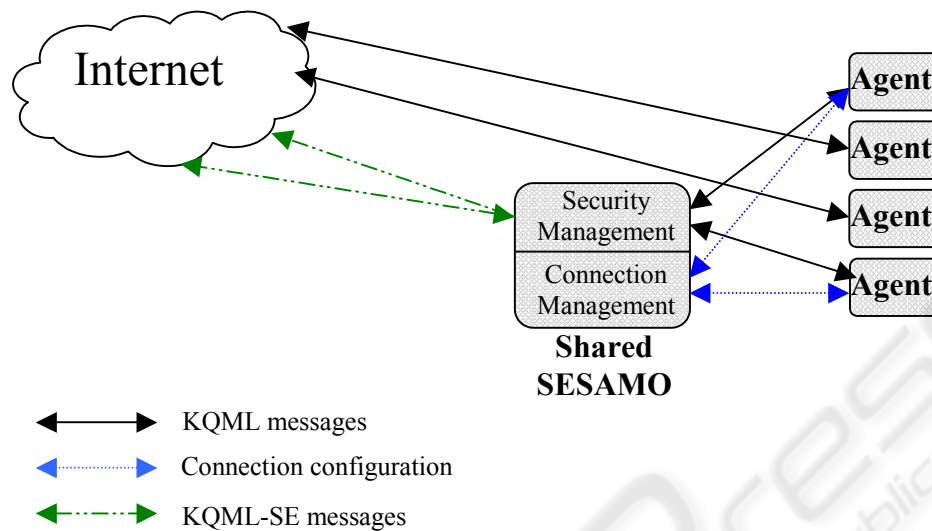 Internet
Agent
Agent
Agent
Agent
Security
Management
Connection
Management
Shared
SESAMO
KQML messages
Connection configuration
KQML-SE messages